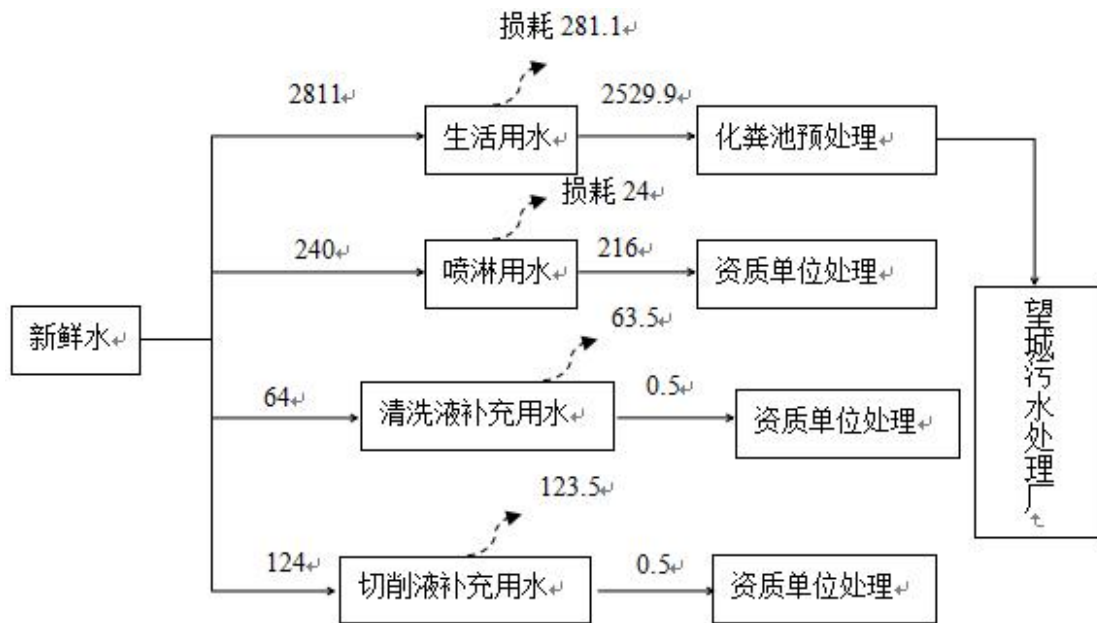 损耗 281.1
2811
2529.9
生活用水
化粪池预处理
损耗 24
240
216
喷淋用水
资质单位处理
新鲜水
63.5
64
0.5
清洗液补充用水
资质单位处理
望城污水处理厂
123.5
124
0.5
切削液补充用水
资质单位处理